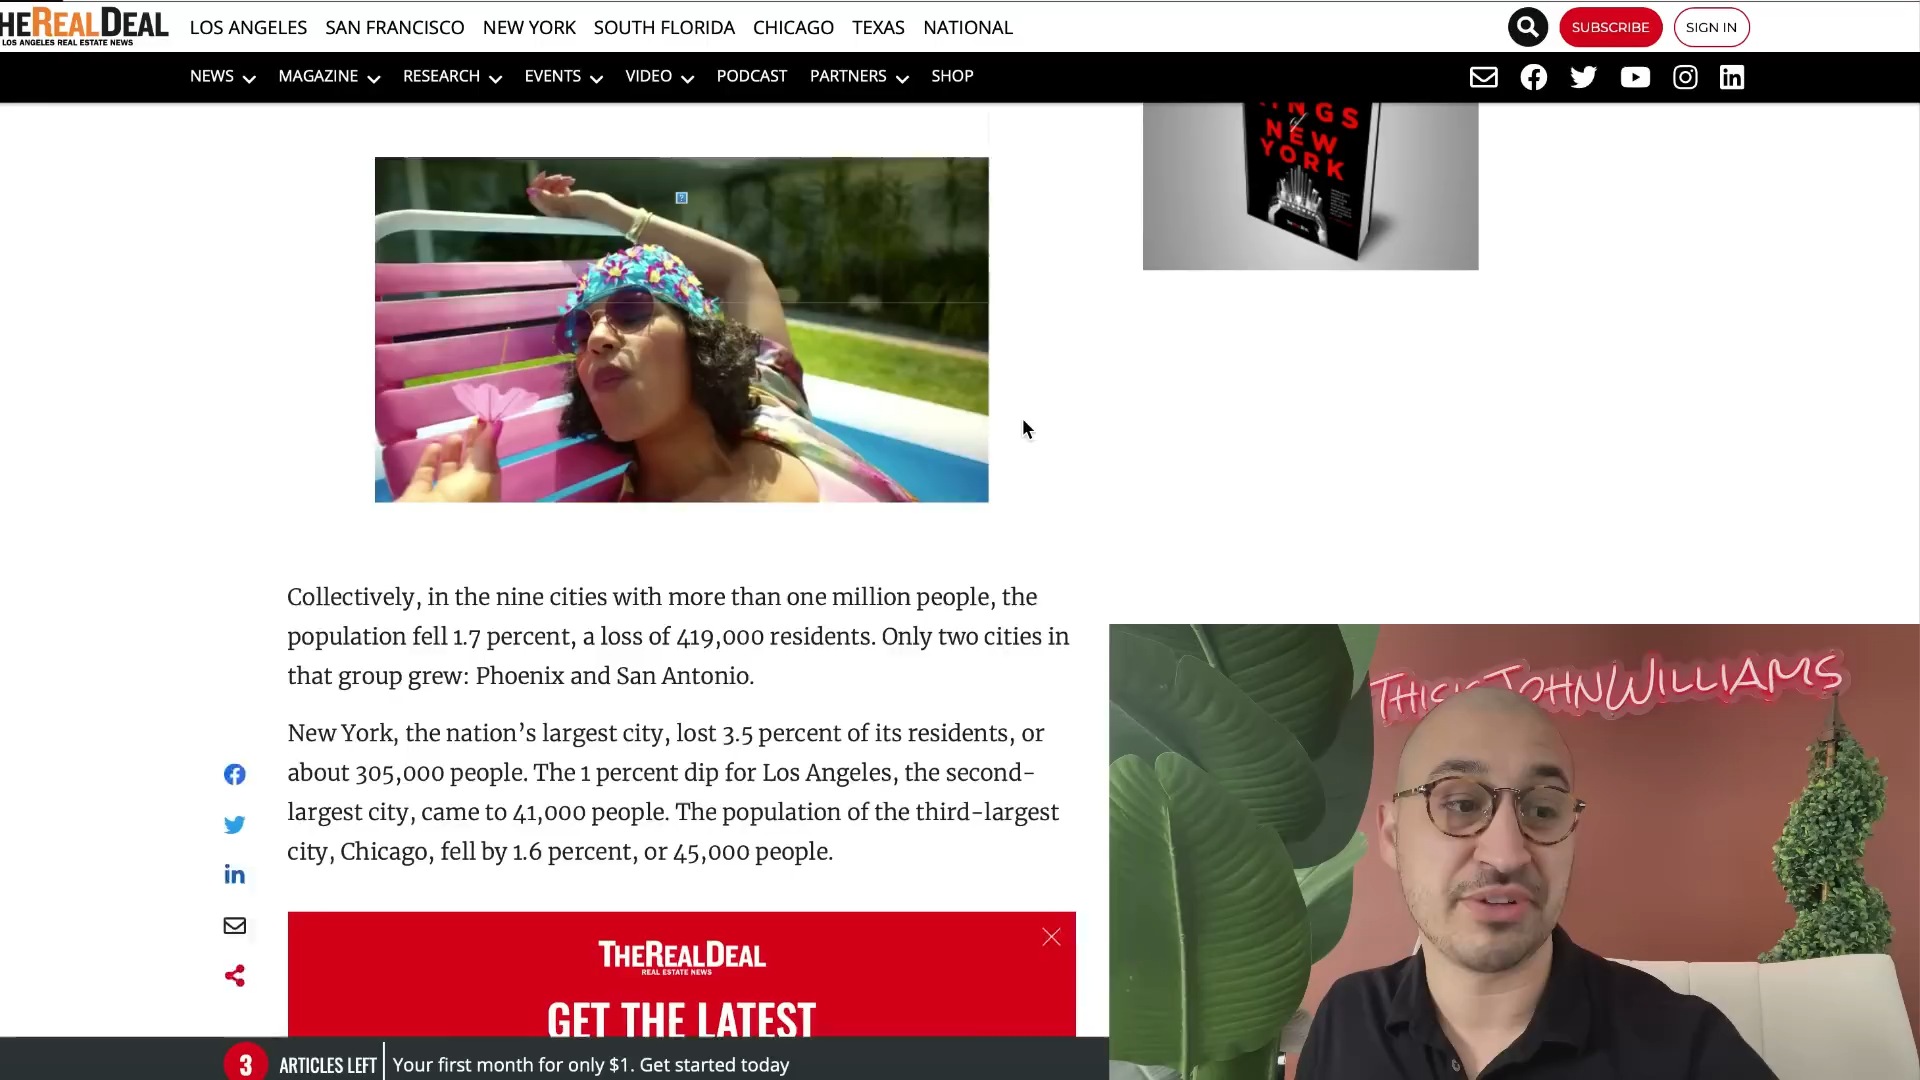 THEREALDEAL
LOS ANGELES REAL ESTATE NEWS
LOS ANGELES SAN FRANCISCO NEW YORK SOUTH FLORIDA CHICAGO TEXAS NATIONAL
SUBSCRIBE
SIGN IN
NEWS MAGAZINE RESEARCH EVENTS VIDEO PODCAST PARTNERS SHOP
of
NEW
YORK
Collectively, in the nine cities with more than one million people, the
population fell 1.7 percent, a loss of 419,000 residents. Only two cities in
that group grew: Phoenix and San Antonio.
New York, the nation’s largest city, lost 3.5 percent of its residents, or
about 305,000 people. The 1 percent dip for Los Angeles, the second-
largest city, came to 41,000 people. The population of the third-largest
city, Chicago, fell by 1.6 percent, or 45,000 people.
THEREALDEAL
REAL ESTATE NEWS
GET THE LATEST
3 ARTICLES LEFT Your first month for only $1. Get started today
JOHNWILLIAMS